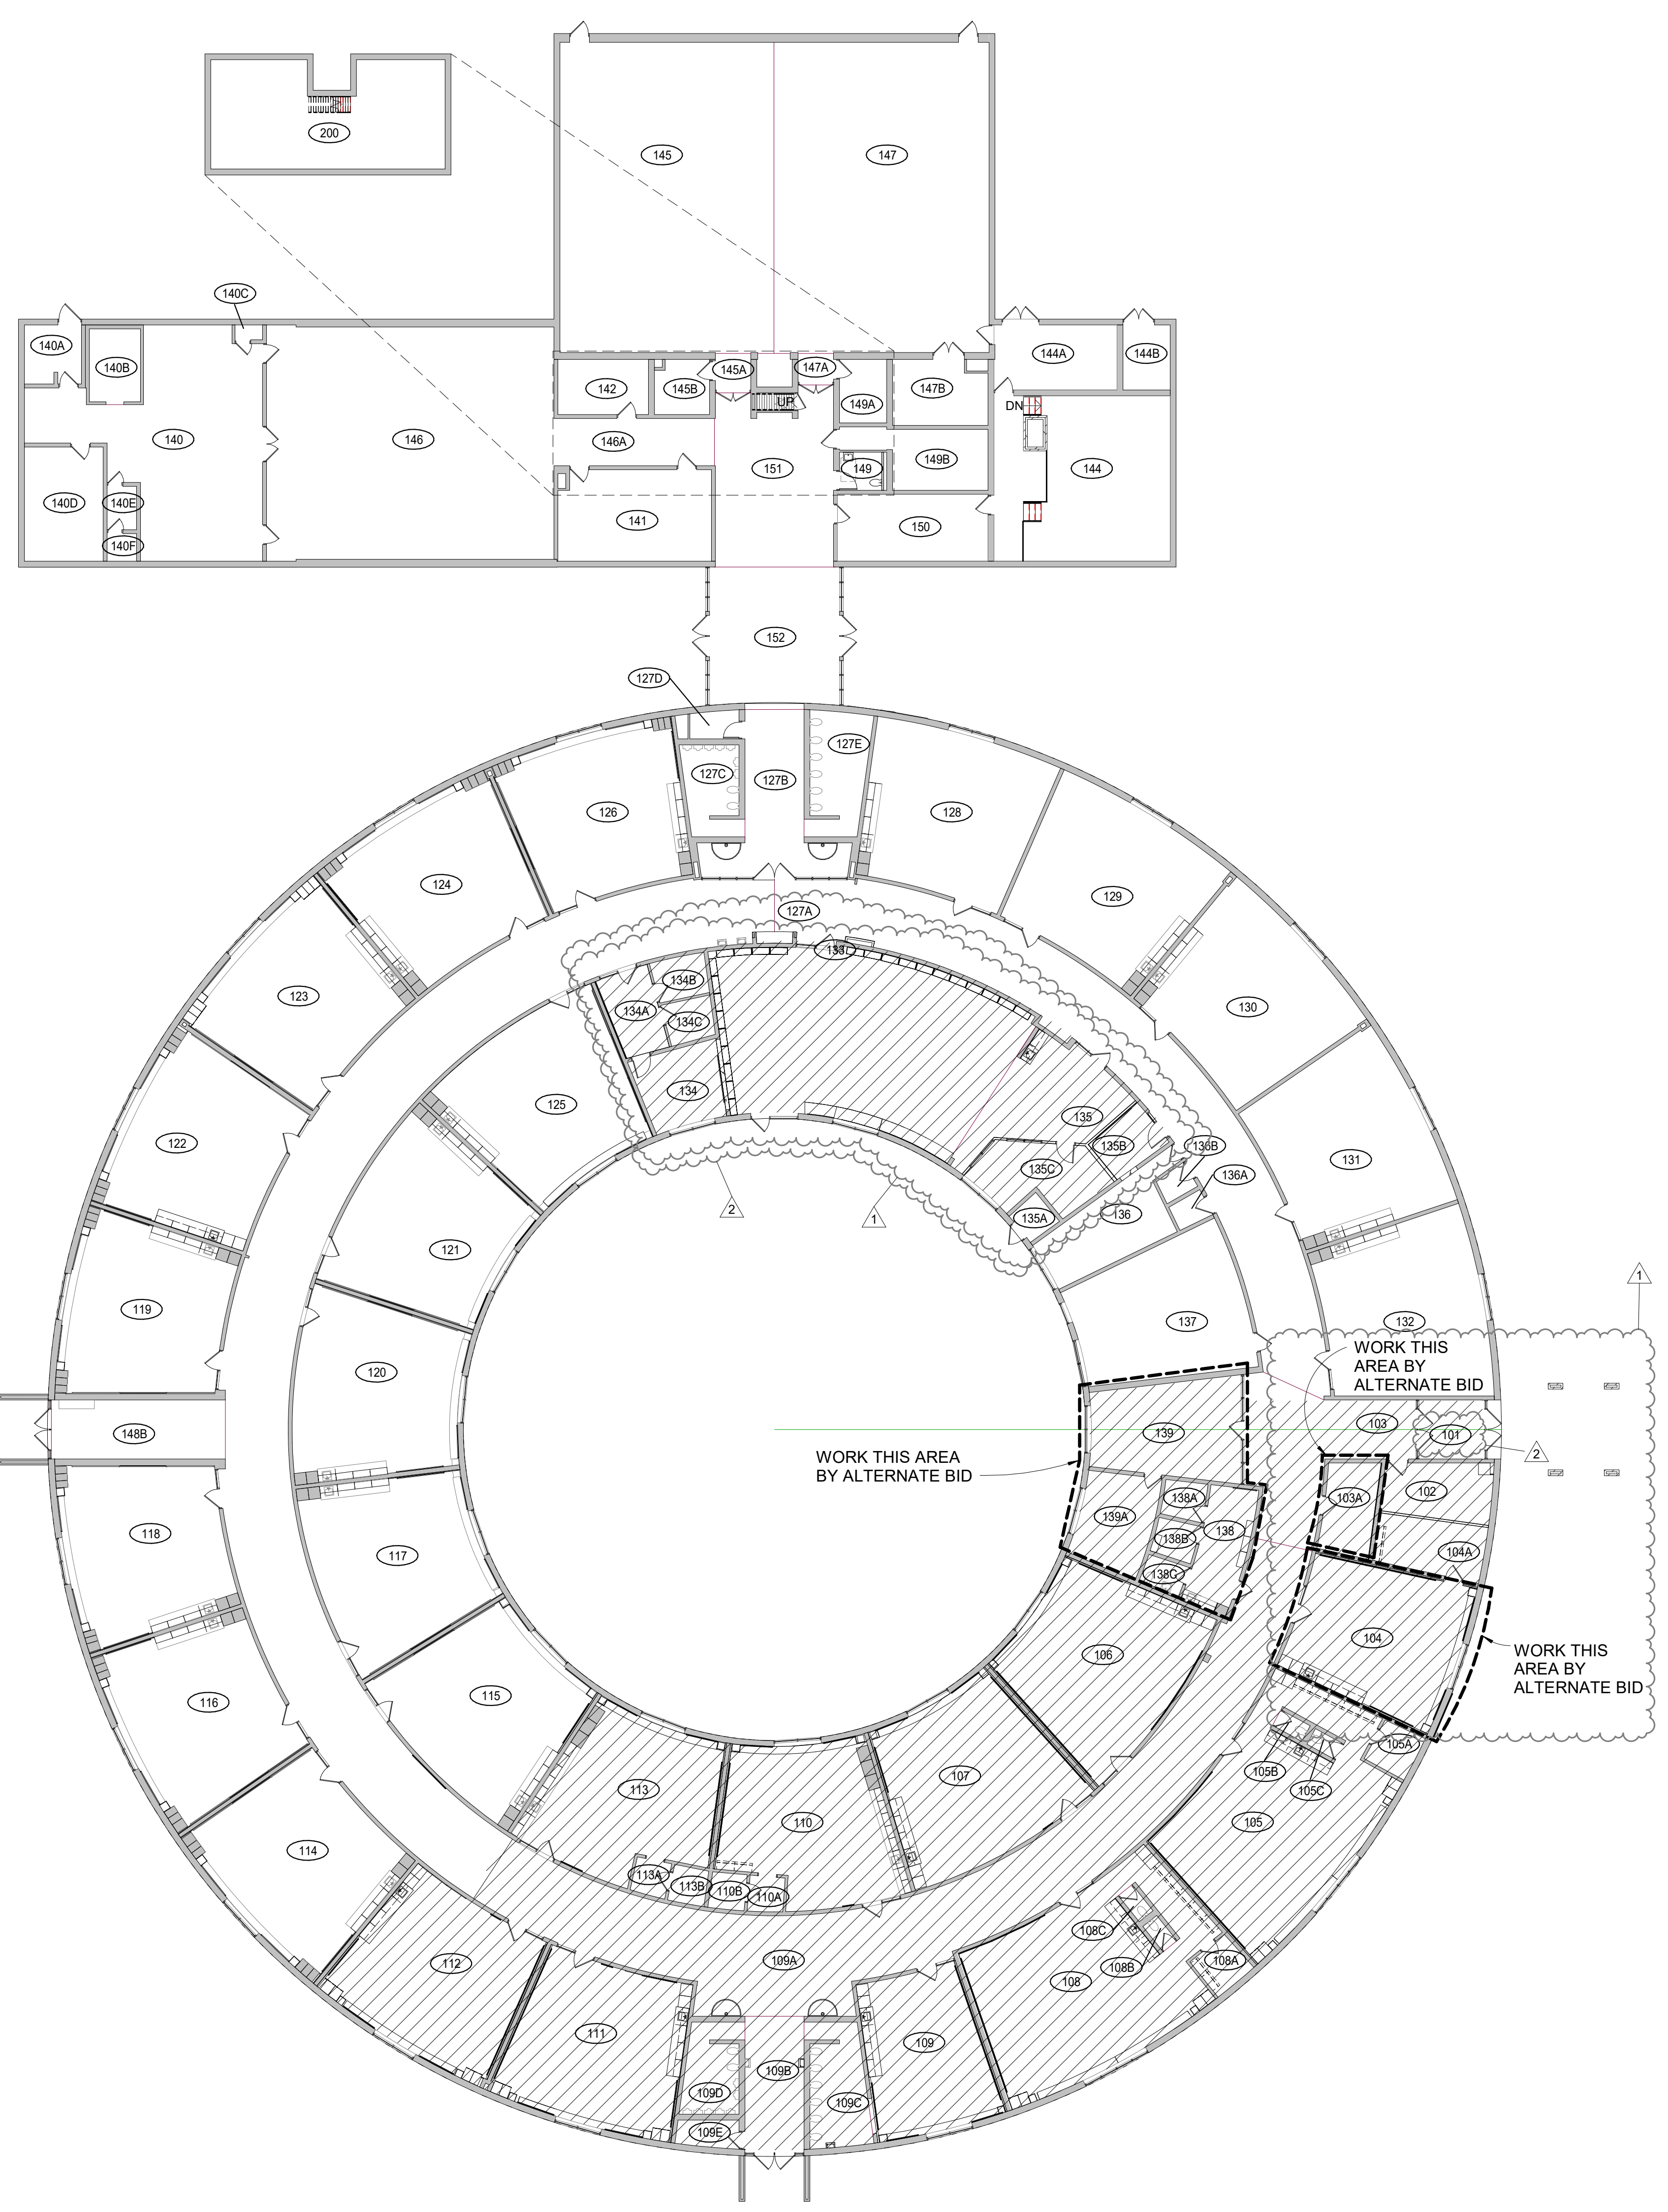 200
145
147
140C
140A
140B
144A
144B
142
145B
145A
147A
149A
147B
UP
DN
140
146
146A
151
149
149B
144
140D
140E
140F
141
150
152
127D
127C
127B
127E
126
128
124
129
127A
133
123
134B
134A
134C
130
125
134
135
122
135B
136B
131
135C
136A
135A
136
2
1
121
1
119
137
132
WORK THIS
AREA BY
ALTERNATE BID
120
148B
139
103
101
2
WORK THIS AREA
BY ALTERNATE BID
102
138A
103A
139A
138
118
138B
104A
117
138C
104
106
WORK THIS
AREA BY
ALTERNATE BID
116
115
105A
105B
105C
113
107
110
105
114
113A
113B
110B
110A
108C
109A
112
108B
108A
108
111
109
109B
109D
109C
109E